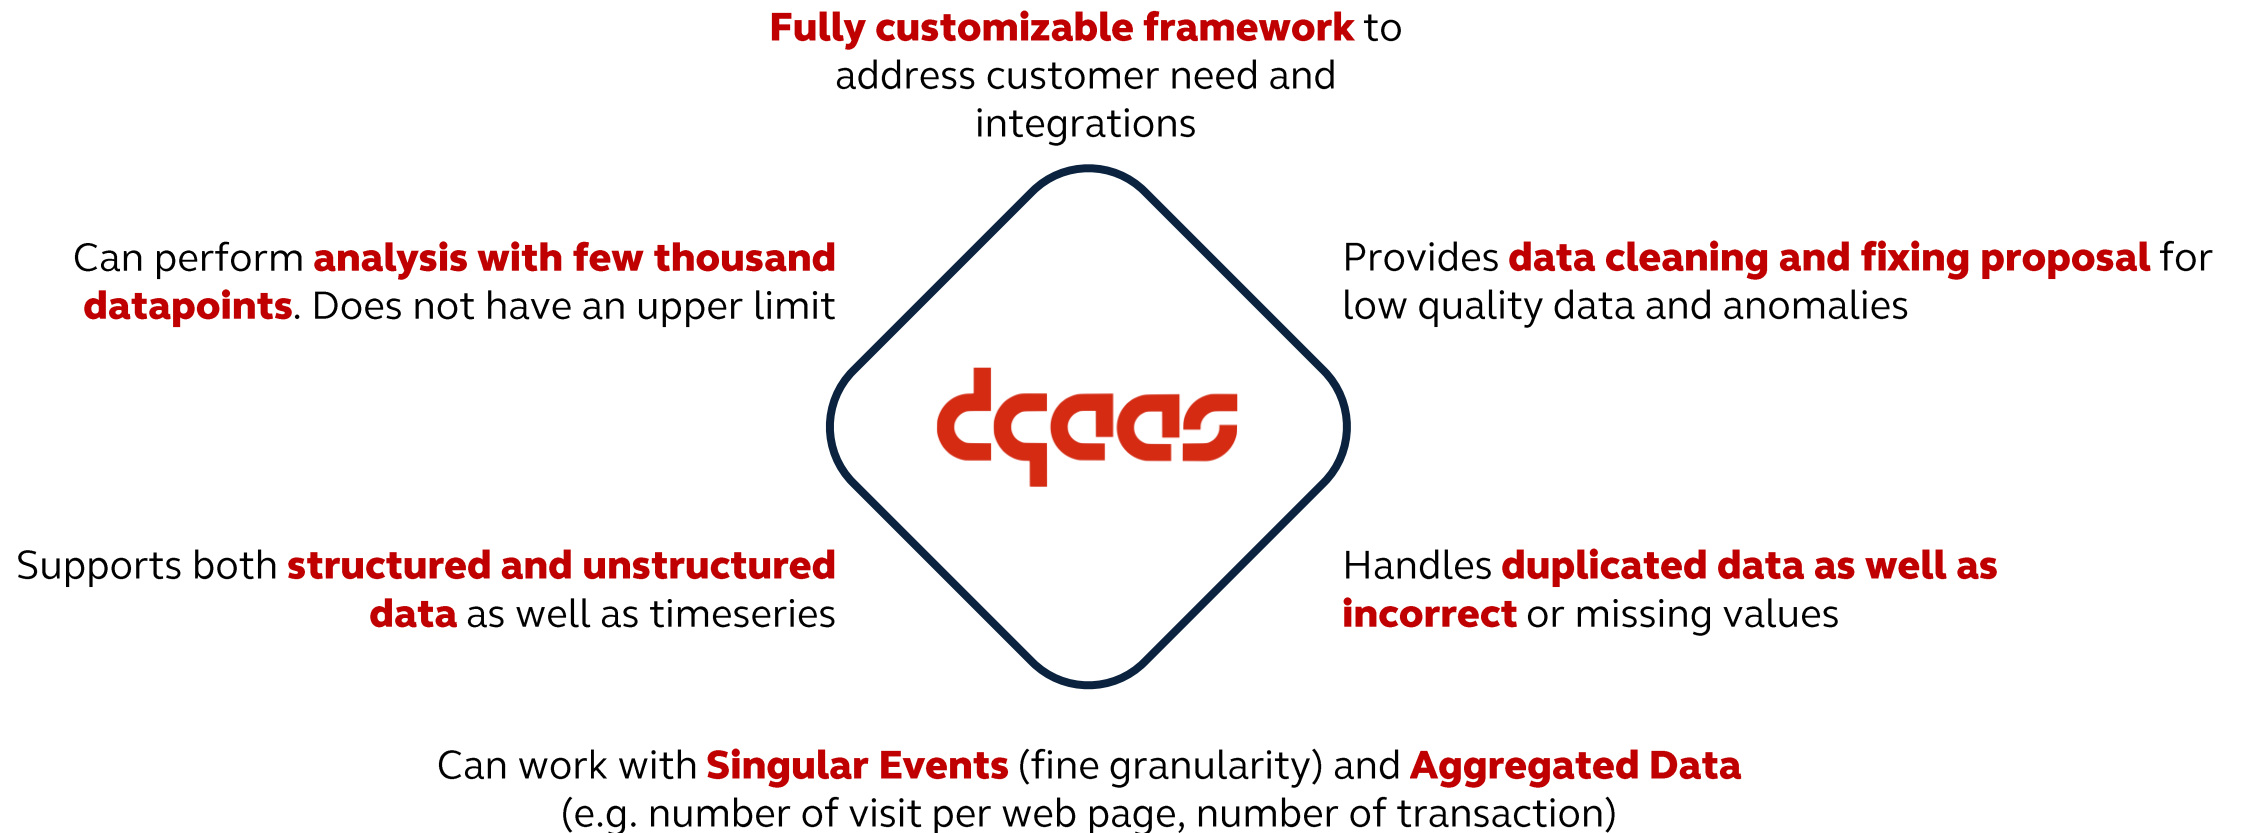 Fully customizable framework to
address customer need and
integrations
Can perform analysis with few thousand
datapoints. Does not have an upper limit
Provides data cleaning and fixing proposal for
low quality data and anomalies
dqaas
Supports both structured and unstructured
data as well as timeseries
Handles duplicated data as well as
incorrect or missing values
Can work with Singular Events (fine granularity) and Aggregated Data
(e.g. number of visit per web page, number of transaction)